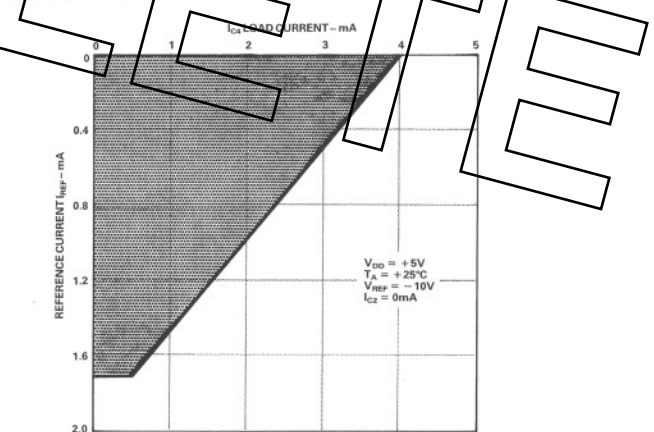 I_C4 LOAD CURRENT – mA
0 1 2 3 4 5
0
0.4
0.8
1.2
1.6
2.0
REFERENCE CURRENT I_REF – mA
V_DD = +5V
T_A = +25°C
V_REF = –10V
I_C2 = 0mA
LETE